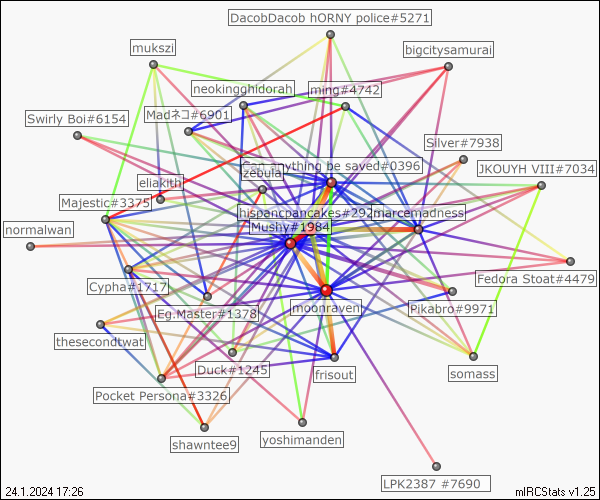 DacobDacob hORNY police#5271
mukszi
bigcitysamurai
neokingghidorah
ming#4742
Madネコ#6901
Swirly Boi#6154
Silver#7938
Can anything be saved#0396
zebula
JKOUYH VIII#7034
eliakith
Majestic#3375
hispancpancakes#292
marcemadness
Mushy#1984
normalwan
Fedora Stoat#4479
Cypha#1717
Eg.Master#1378
moonraven
Pikabro#9971
thesecondtwat
Duck#1245
frisout
somass
Pocket Persona#3326
shawntee9
yoshimanden
LPK2387 #7690
24.1.2024 17:26
mIRCStats v1.25